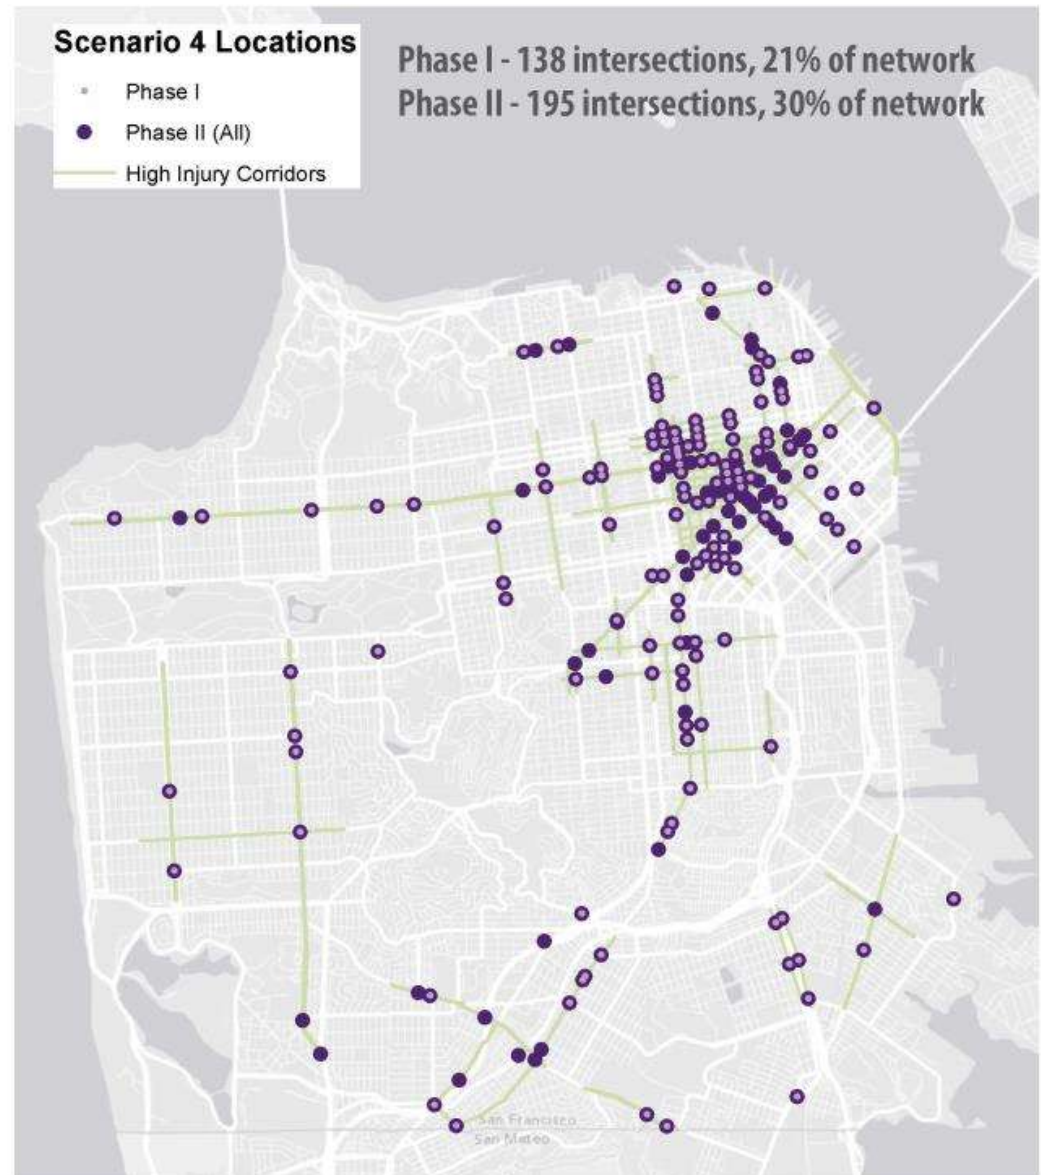 Scenario 4 Locations
Phase I
Phase II (All)
High Injury Corridors
Phase I - 138 intersections, 21% of network
Phase II - 195 intersections, 30% of network
San Francisco
San Mateo